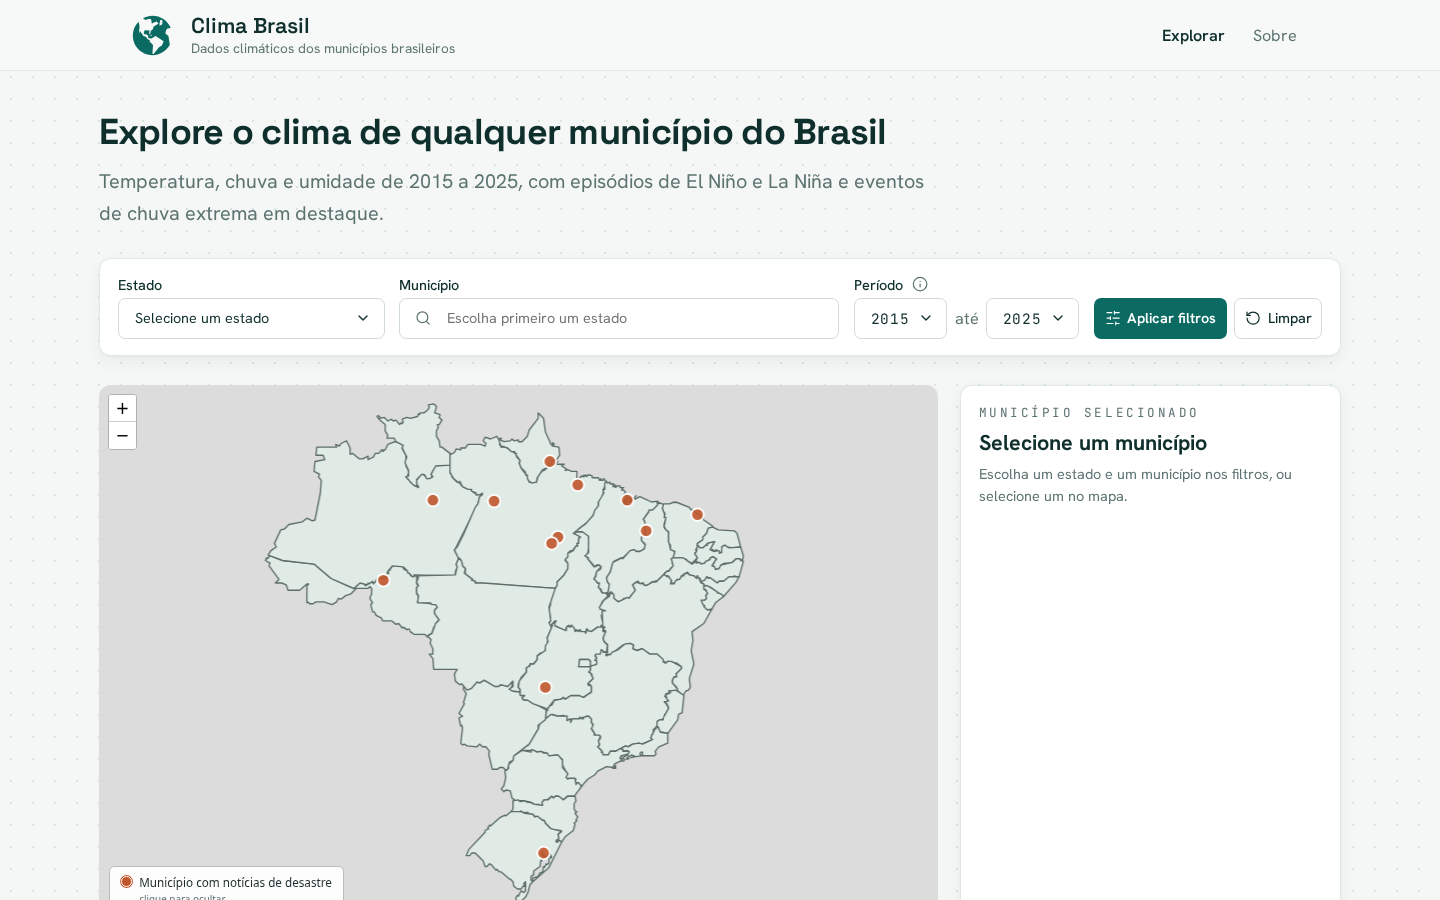 Clima Brasil
Dados climáticos dos municípios brasileiros
Explorar
Sobre
Explore o clima de qualquer município do Brasil
Temperatura, chuva e umidade de 2015 a 2025, com episódios de El Niño e La Niña e eventos
de chuva extrema em destaque.
Estado
Município
Período
Selecione um estado
Escolha primeiro um estado
2015
até
2025
Aplicar filtros
Limpar
+
−
MUNICÍPIO SELECIONADO
Selecione um município
Escolha um estado e um município nos filtros, ou
selecione um no mapa.
Município com notícias de desastre
clique para ocultar